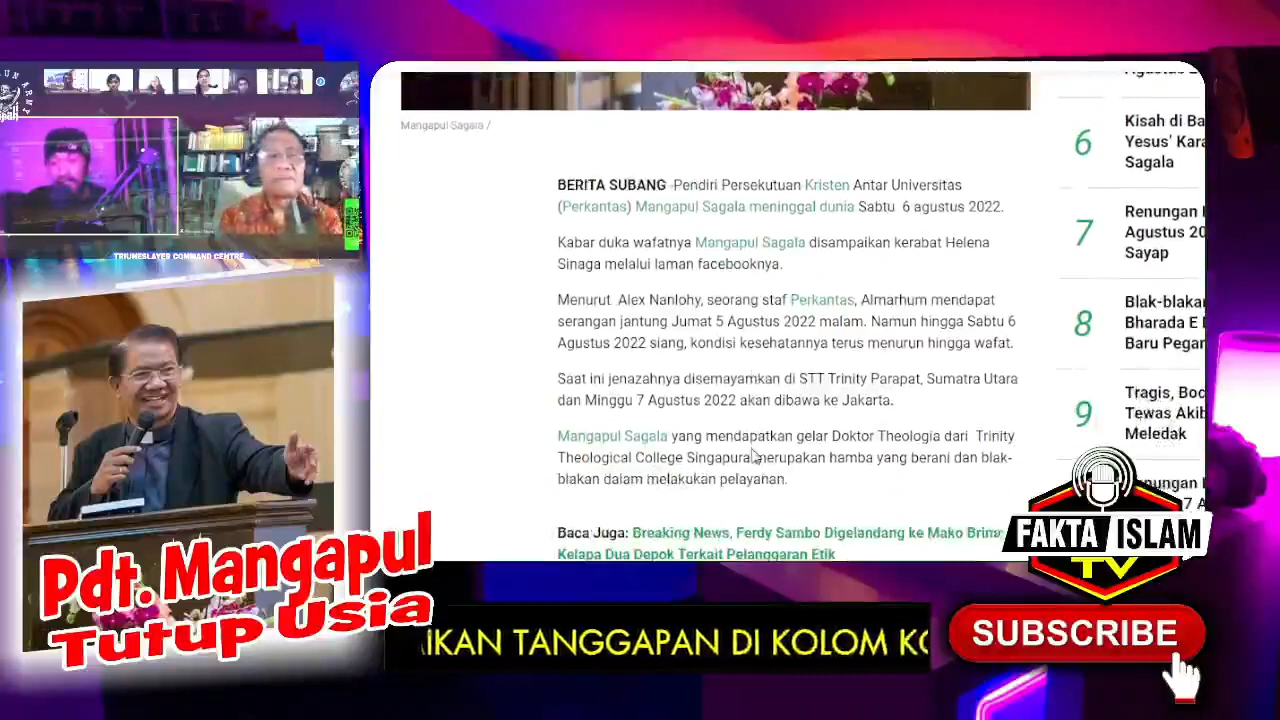 TRIUNESLAYER COMMAND CENTRE
Pdt. Mangapul
Tutup Usia
Mangapul Sagala /
BERITA SUBANG -Pendiri Persekutuan Kristen Antar Universitas
(Perkantas) Mangapul Sagala meninggal dunia Sabtu 6 agustus 2022.
Kabar duka wafatnya Mangapul Sagala disampaikan kerabat Helena
Sinaga melalui laman facebooknya.
Menurut Alex Nanlohy, seorang staf Perkantas, Almarhum mendapat
serangan jantung Jumat 5 Agustus 2022 malam. Namun hingga Sabtu 6
Agustus 2022 siang, kondisi kesehatannya terus menurun hingga wafat.
Saat ini jenazahnya disemayamkan di STT Trinity Parapat, Sumatra Utara
dan Minggu 7 Agustus 2022 akan dibawa ke Jakarta.
Mangapul Sagala yang mendapatkan gelar Doktor Theologia dari Trinity
Theological College Singapura merupakan hamba yang berani dan blak-
blakan dalam melakukan pelayanan.
Baca Juga: Breaking News, Ferdy Sambo Digelandang ke Mako Brimo
Kelapa Dua Depok Terkait Pelanggaran Etik
6
Kisah di Ba
Yesus' Kara
Sagala
7
Renungan
Agustus 20
Sayap
8
Blak-blaka
Bharada E
Baru Pegan
9
Tragis, Boc
Tewas Akib
Meledak
FAKTA ISLAM
TV
SUBSCRIBE
IKAN TANGGAPAN DI KOLOM KO